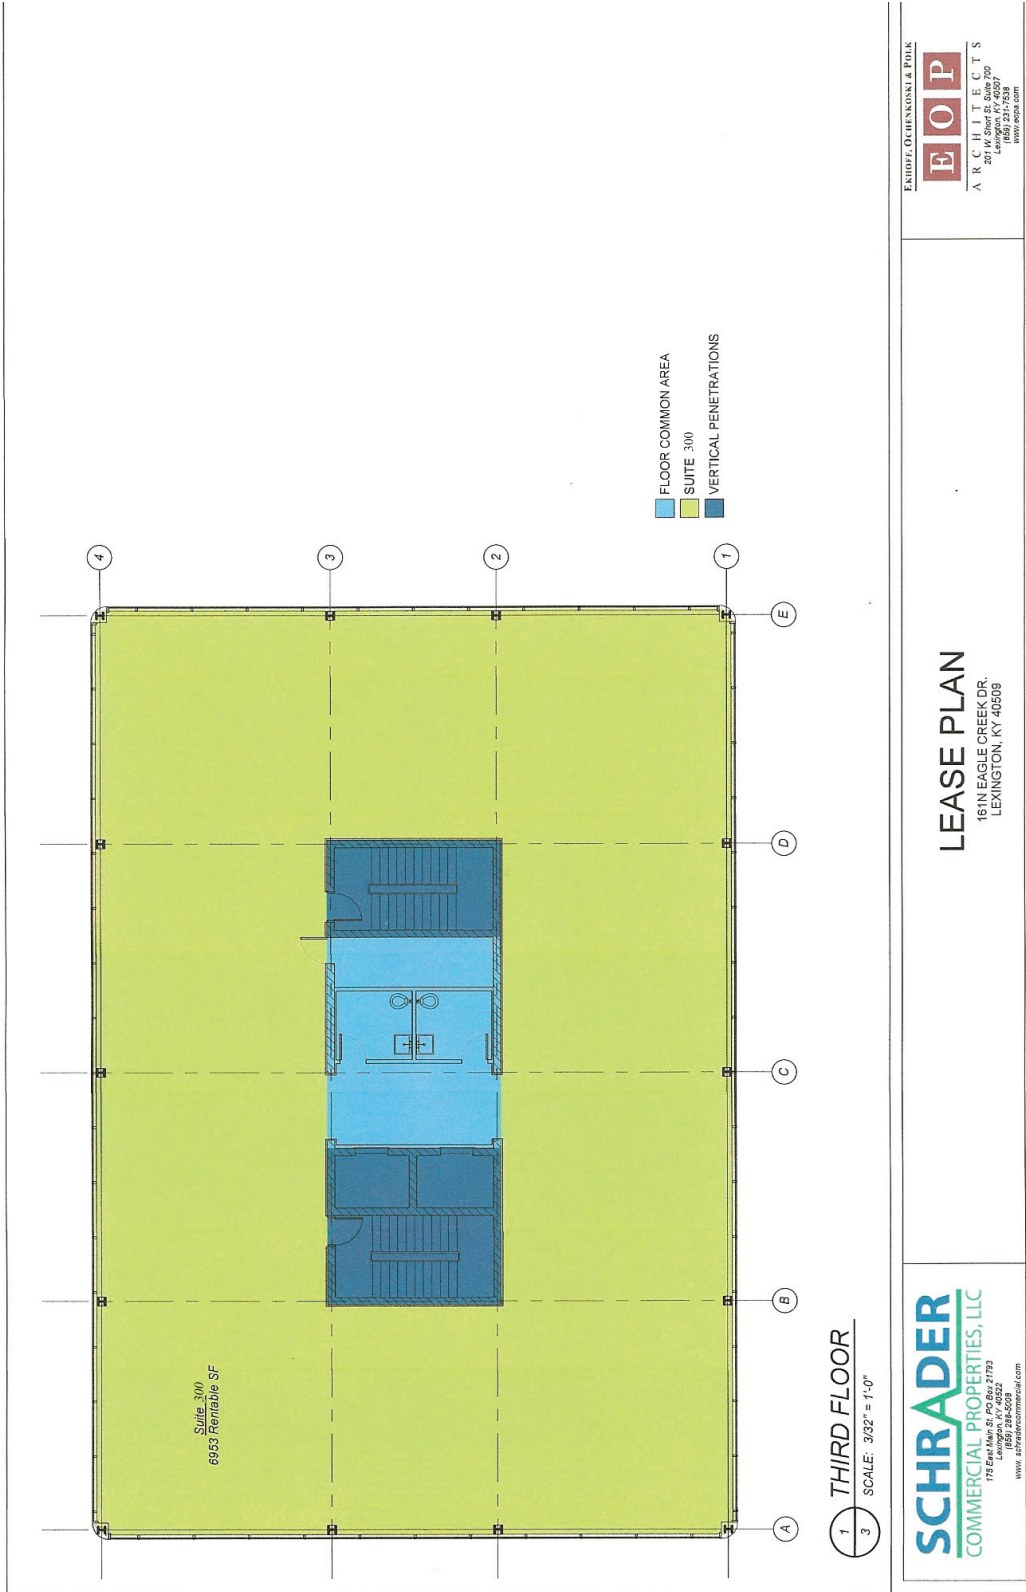 Suite 300
6953 Rentable SF
4
3
2
1
A
B
C
D
E
FLOOR COMMON AREA
SUITE 300
VERTICAL PENETRATIONS
1
3
THIRD FLOOR
SCALE: 3/32" = 1'-0"
SCHRADER
COMMERCIAL PROPERTIES, LLC
175 East Main St. PO Box 21793
Lexington, KY 40522
(859) 288-5008
www.schradercommercial.com
LEASE PLAN
161N EAGLE CREEK DR.
LEXINGTON, KY 40509
EKHOFF, OCHENKOSKI & POLK
E O P
ARCHITECTS
201 W. Short St. Suite 700
Lexington, KY 40507
(859) 231-7538
www.eopa.com